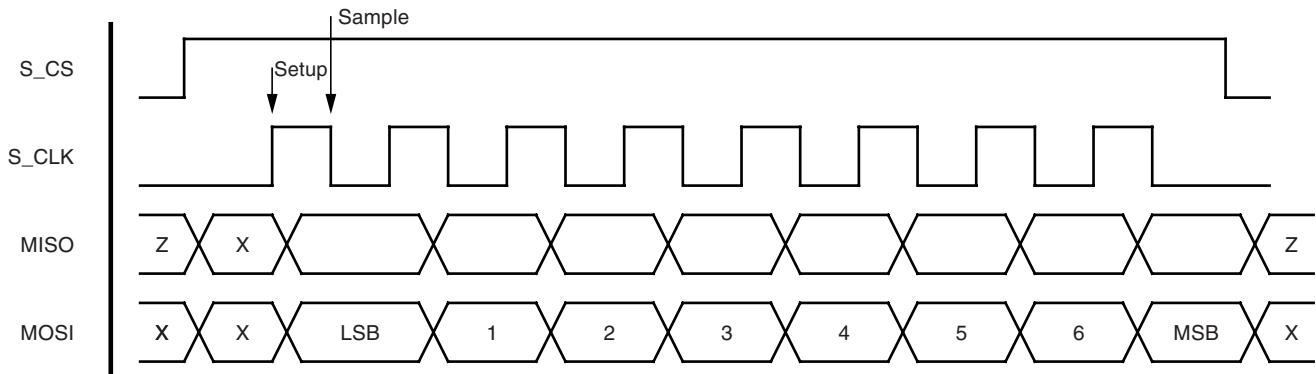 Sample
S_CS
Setup
S_CLK
MISO Z X Z
MOSI X X LSB 1 2 3 4 5 6 MSB X